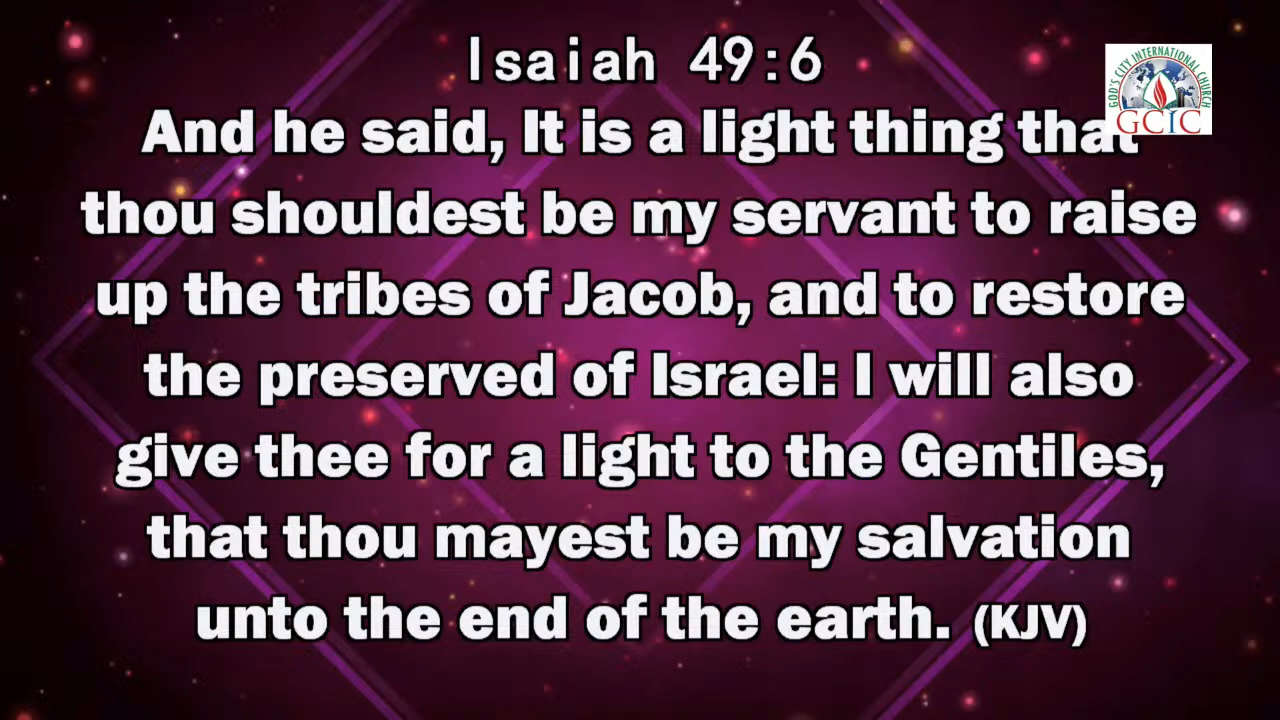 Isaiah 49:6
GOD'S CITY INTERNATIONAL CHURCH
GCIC
And he said, It is a light thing that
thou shouldest be my servant to raise
up the tribes of Jacob, and to restore
the preserved of Israel: I will also
give thee for a light to the Gentiles,
that thou mayest be my salvation
unto the end of the earth. (KJV)